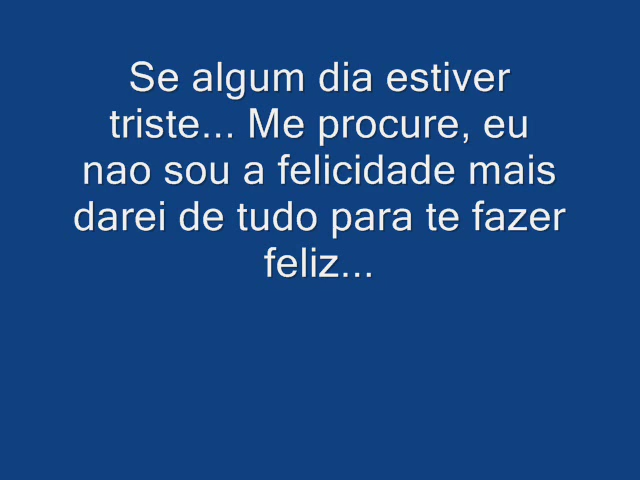 Se algum dia estiver
triste... Me procure, eu
nao sou a felicidade mais
darei de tudo para te fazer
feliz...